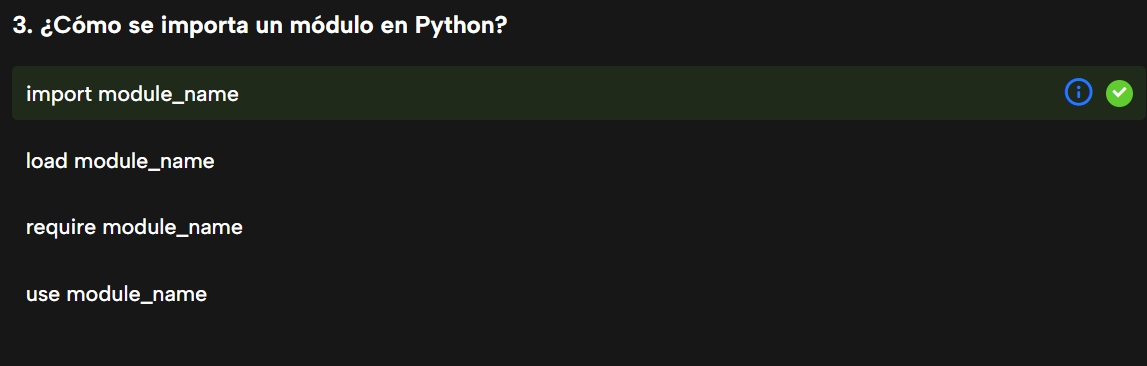 3. ¿Cómo se importa un módulo en Python?
import module_name
load module_name
require module_name
use module_name